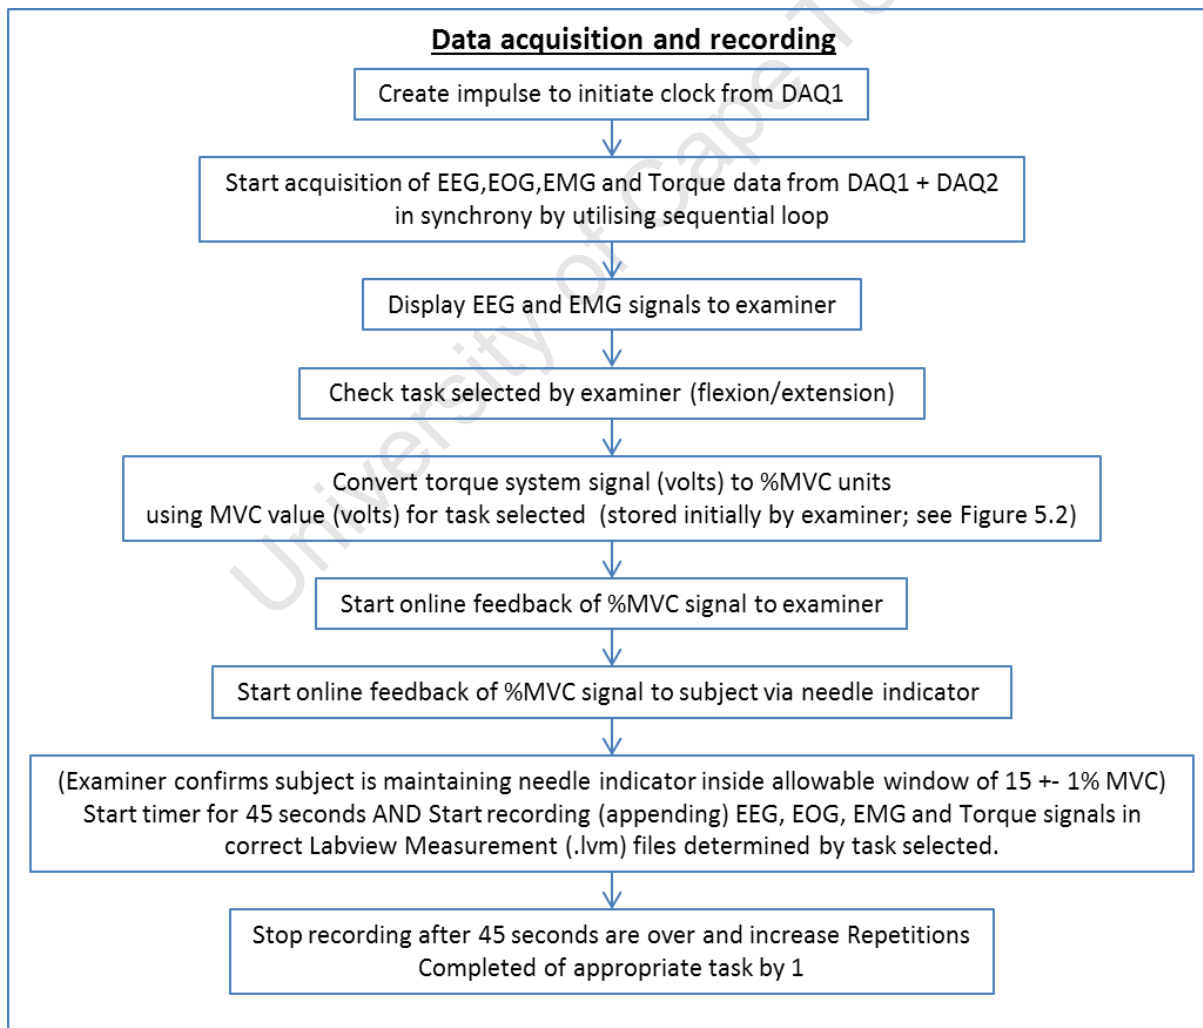 Data acquisition and recording
Create impulse to initiate clock from DAQ1
Start acquisition of EEG,EOG,EMG and Torque data from DAQ1 + DAQ2
in synchrony by utilising sequential loop
Display EEG and EMG signals to examiner
Check task selected by examiner (flexion/extension)
Convert torque system signal (volts) to %MVC units
using MVC value (volts) for task selected (stored initially by examiner; see Figure 5.2)
Start online feedback of %MVC signal to examiner
Start online feedback of %MVC signal to subject via needle indicator
(Examiner confirms subject is maintaining needle indicator inside allowable window of 15 +- 1% MVC)
Start timer for 45 seconds AND Start recording (appending) EEG, EOG, EMG and Torque signals in
correct Labview Measurement (.lvm) files determined by task selected.
Stop recording after 45 seconds are over and increase Repetitions
Completed of appropriate task by 1
University of Cape